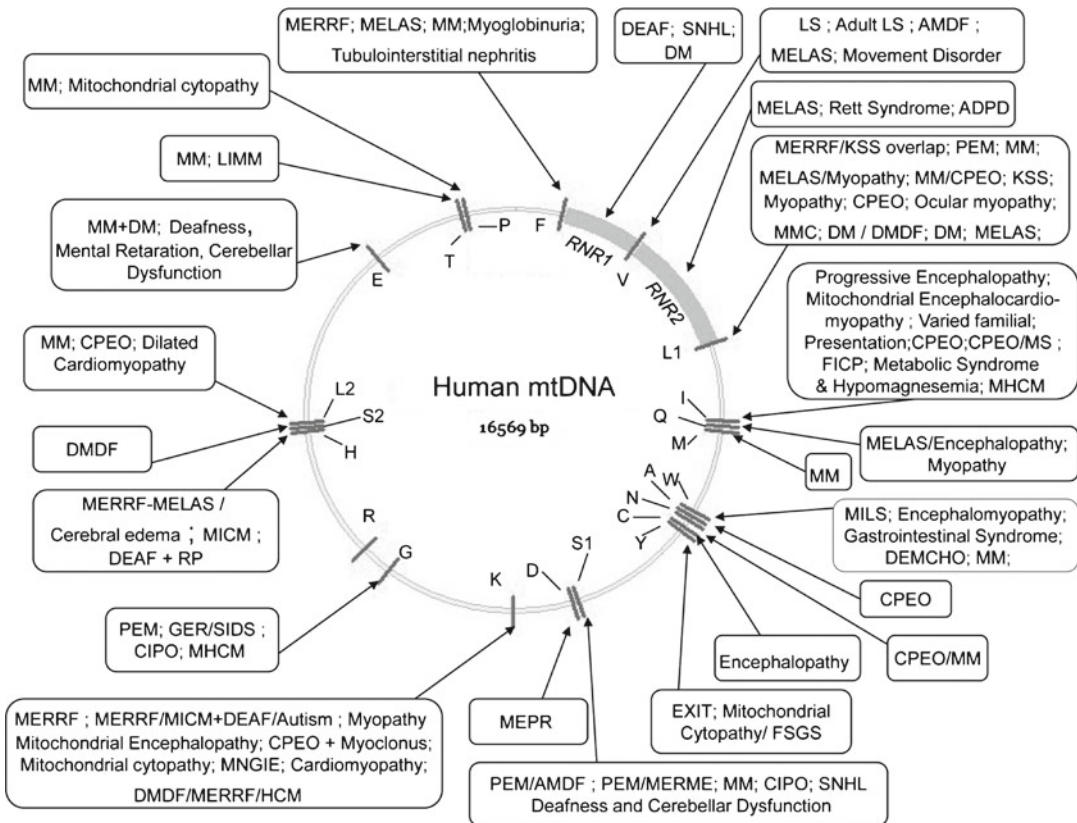 MERRF; MELAS; MM;Myoglobinuria;
Tubulointerstitial nephritis
DEAF; SNHL;
DM
LS ; Adult LS ; AMDF ;
MELAS; Movement Disorder
MM; Mitochondrial cytopathy
MELAS; Rett Syndrome; ADPD
MM; LIMM
MERRF/KSS overlap; PEM; MM;
MELAS/Myopathy; MM/CPEO; KSS;
Myopathy; CPEO; Ocular myopathy;
MMC; DM / DMDF; DM; MELAS;
MM+DM; Deafness,
Mental Retaration, Cerebellar
Dysfunction
Progressive Encephalopathy;
Mitochondrial Encephalocardio-
myopathy ; Varied familial;
Presentation;CPEO;CPEO/MS ;
FICP; Metabolic Syndrome
& Hypomagnesemia; MHCM
MM; CPEO; Dilated
Cardiomyopathy
DMDF
MERRF-MELAS /
Cerebral edema ; MICM ;
DEAF + RP
MELAS/Encephalopathy;
Myopathy
MM
MILS; Encephalomyopathy;
Gastrointestinal Syndrome;
DEMCHO; MM;
CPEO
CPEO/MM
Encephalopathy
EXIT; Mitochondrial
Cytopathy/ FSGS
PEM; GER/SIDS ;
CIPO; MHCM
MEPR
MERRF ; MERRF/MICM+DEAF/Autism ; Myopathy
Mitochondrial Encephalopathy; CPEO + Myoclonus;
Mitochondrial cytopathy; MNGIE; Cardiomyopathy;
DMDF/MERRF/HCM
PEM/AMDF ; PEM/MERME; MM; CIPO; SNHL
Deafness and Cerebellar Dysfunction
Human mtDNA
16569 bp
F
RNR1
V
RNR2
L1
I
Q
M
W
A
N
C
Y
S1
D
K
G
R
H
S2
L2
E
T
P